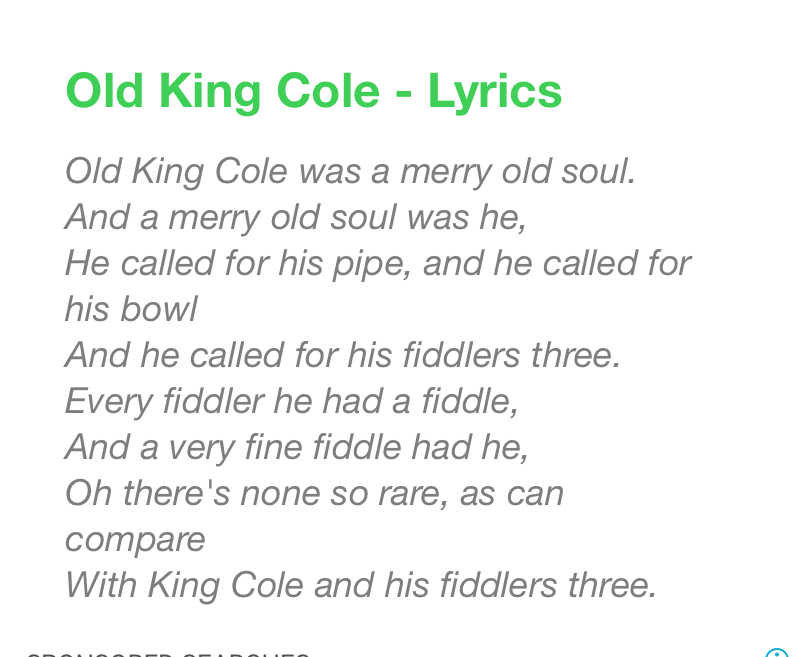 Old King Cole - Lyrics
Old King Cole was a merry old soul.
And a merry old soul was he,
He called for his pipe, and he called for
his bowl
And he called for his fiddlers three.
Every fiddler he had a fiddle,
And a very fine fiddle had he,
Oh there's none so rare, as can
compare
With King Cole and his fiddlers three.
SPONSORED SEARCHES